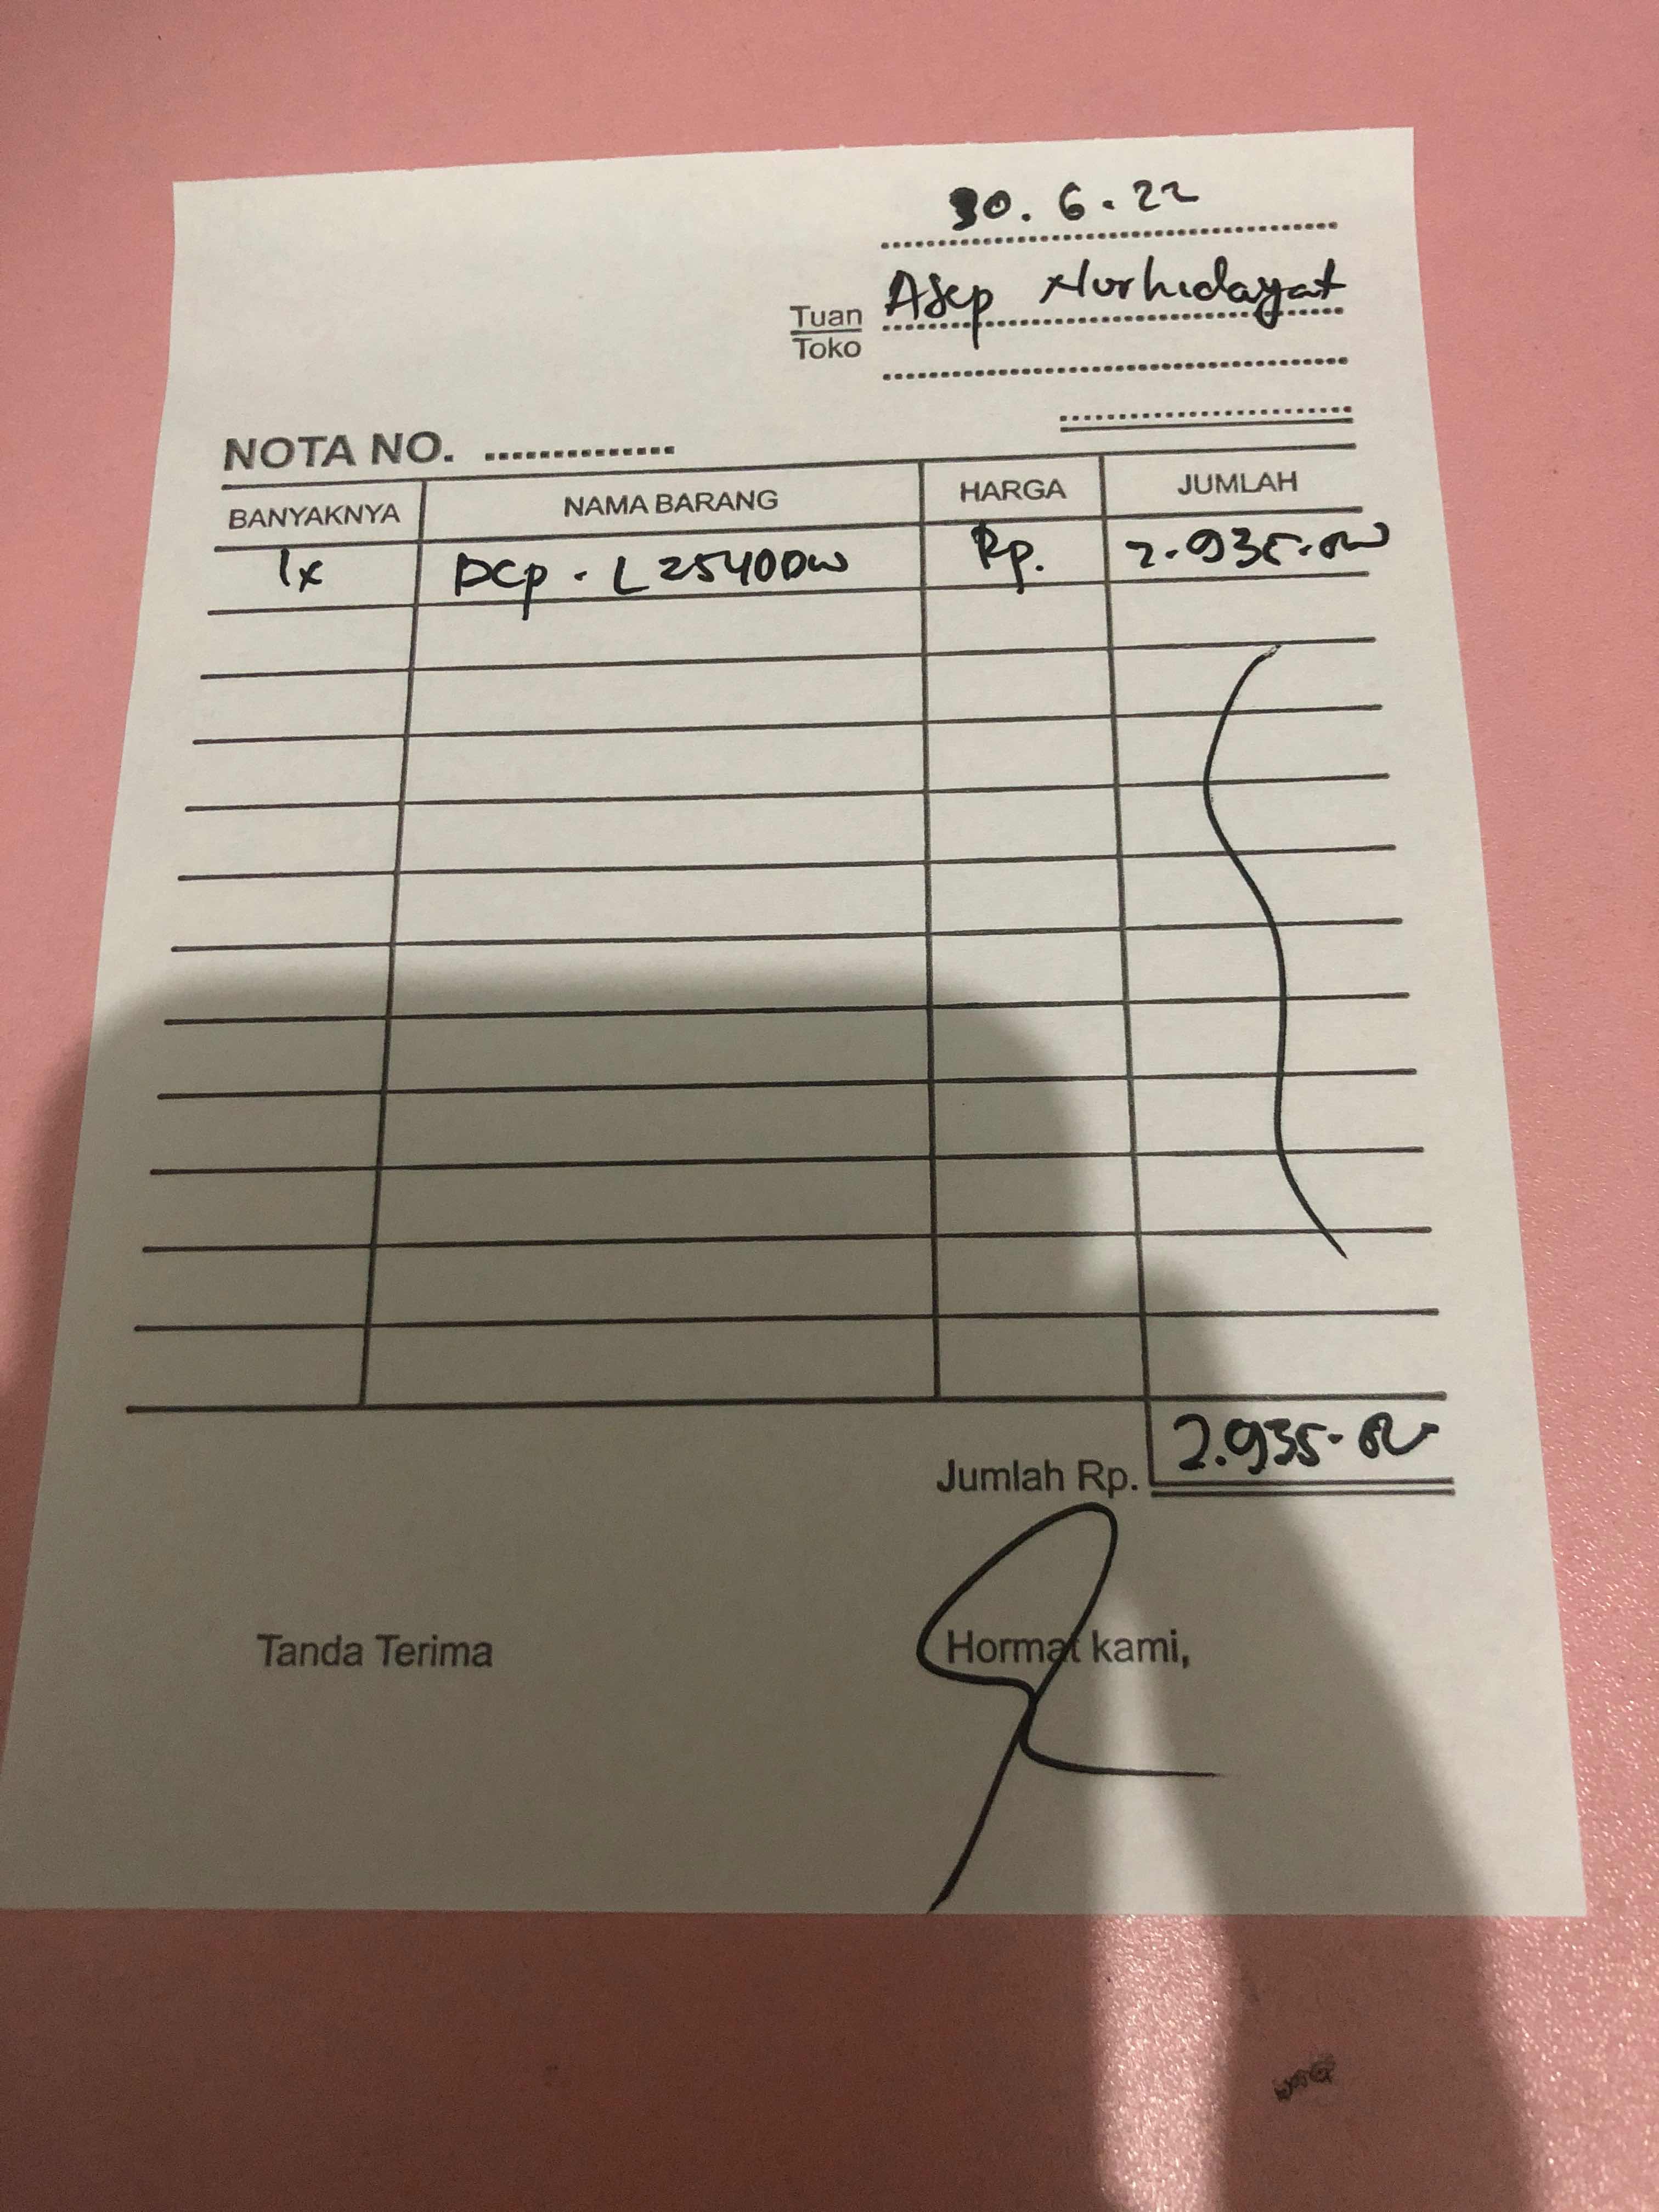 30.6.22
Tuan Asep Nurhidayat
Toko
NOTA NO. ..............
BANYAKNYA NAMA BARANG HARGA JUMLAH
1x DCP-L2540DW Rp. 2.935.000
Jumlah Rp. 2.935.000
Tanda Terima Hormat kami,